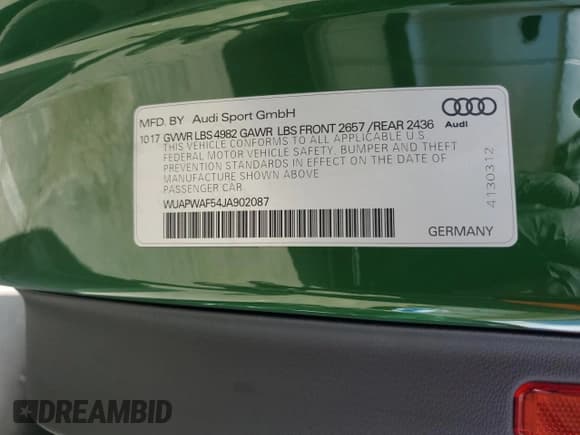 MFD. BY Audi Sport GmbH
10 17 GVWR LBS 4982 GAWR LBS FRONT 2657 /REAR 2436
THIS VEHICLE CONFORMS TO ALL APPLICABLE U.S.
FEDERAL MOTOR VEHICLE SAFETY, BUMPER AND THEFT
PREVENTION STANDARDS IN EFFECT ON THE DATE OF
MANUFACTURE SHOWN ABOVE
PASSENGER CAR.
WUAPWAF54JA902087
Audi
4130312
GERMANY
DREAMBID